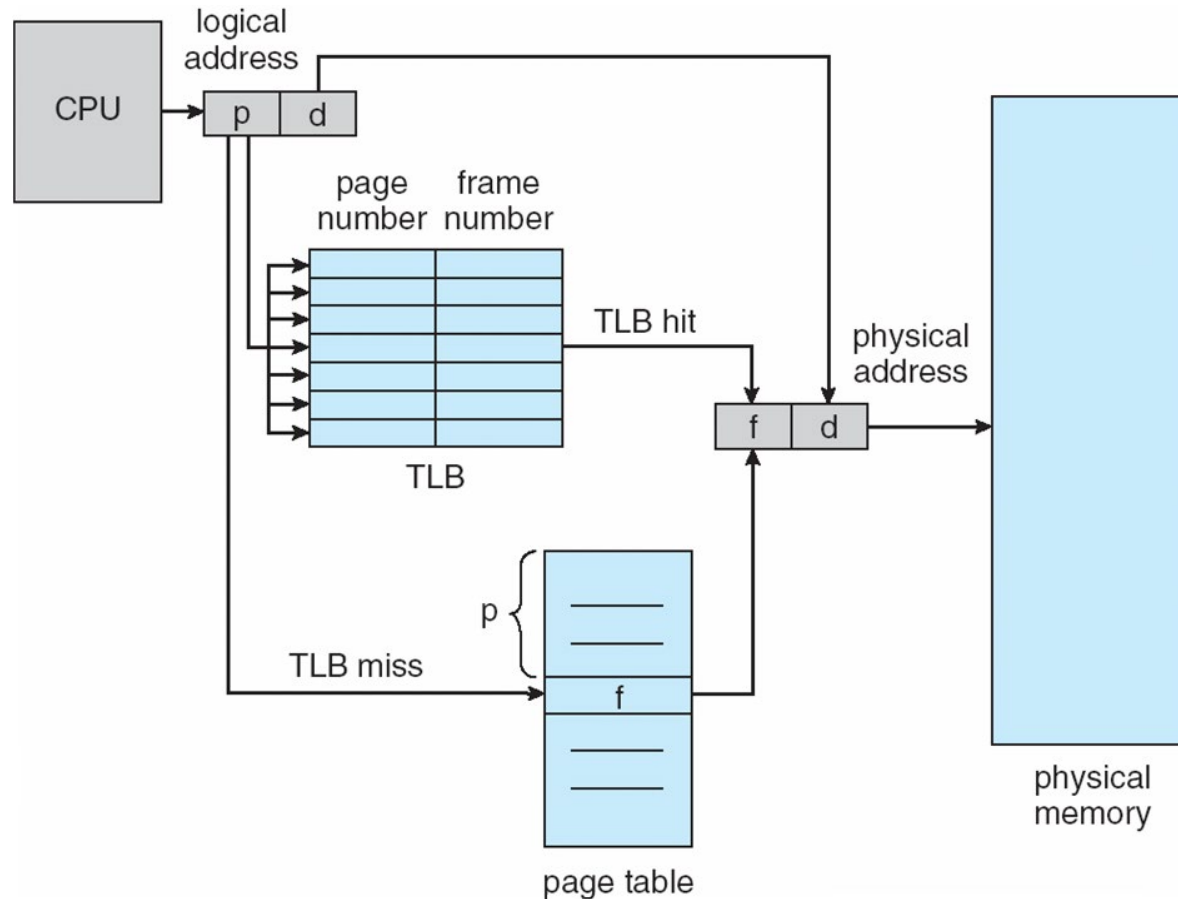 logical
address
CPU
p
d
page
number
frame
number
TLB hit
physical
address
f
d
TLB
p
TLB miss
f
physical
memory
page table